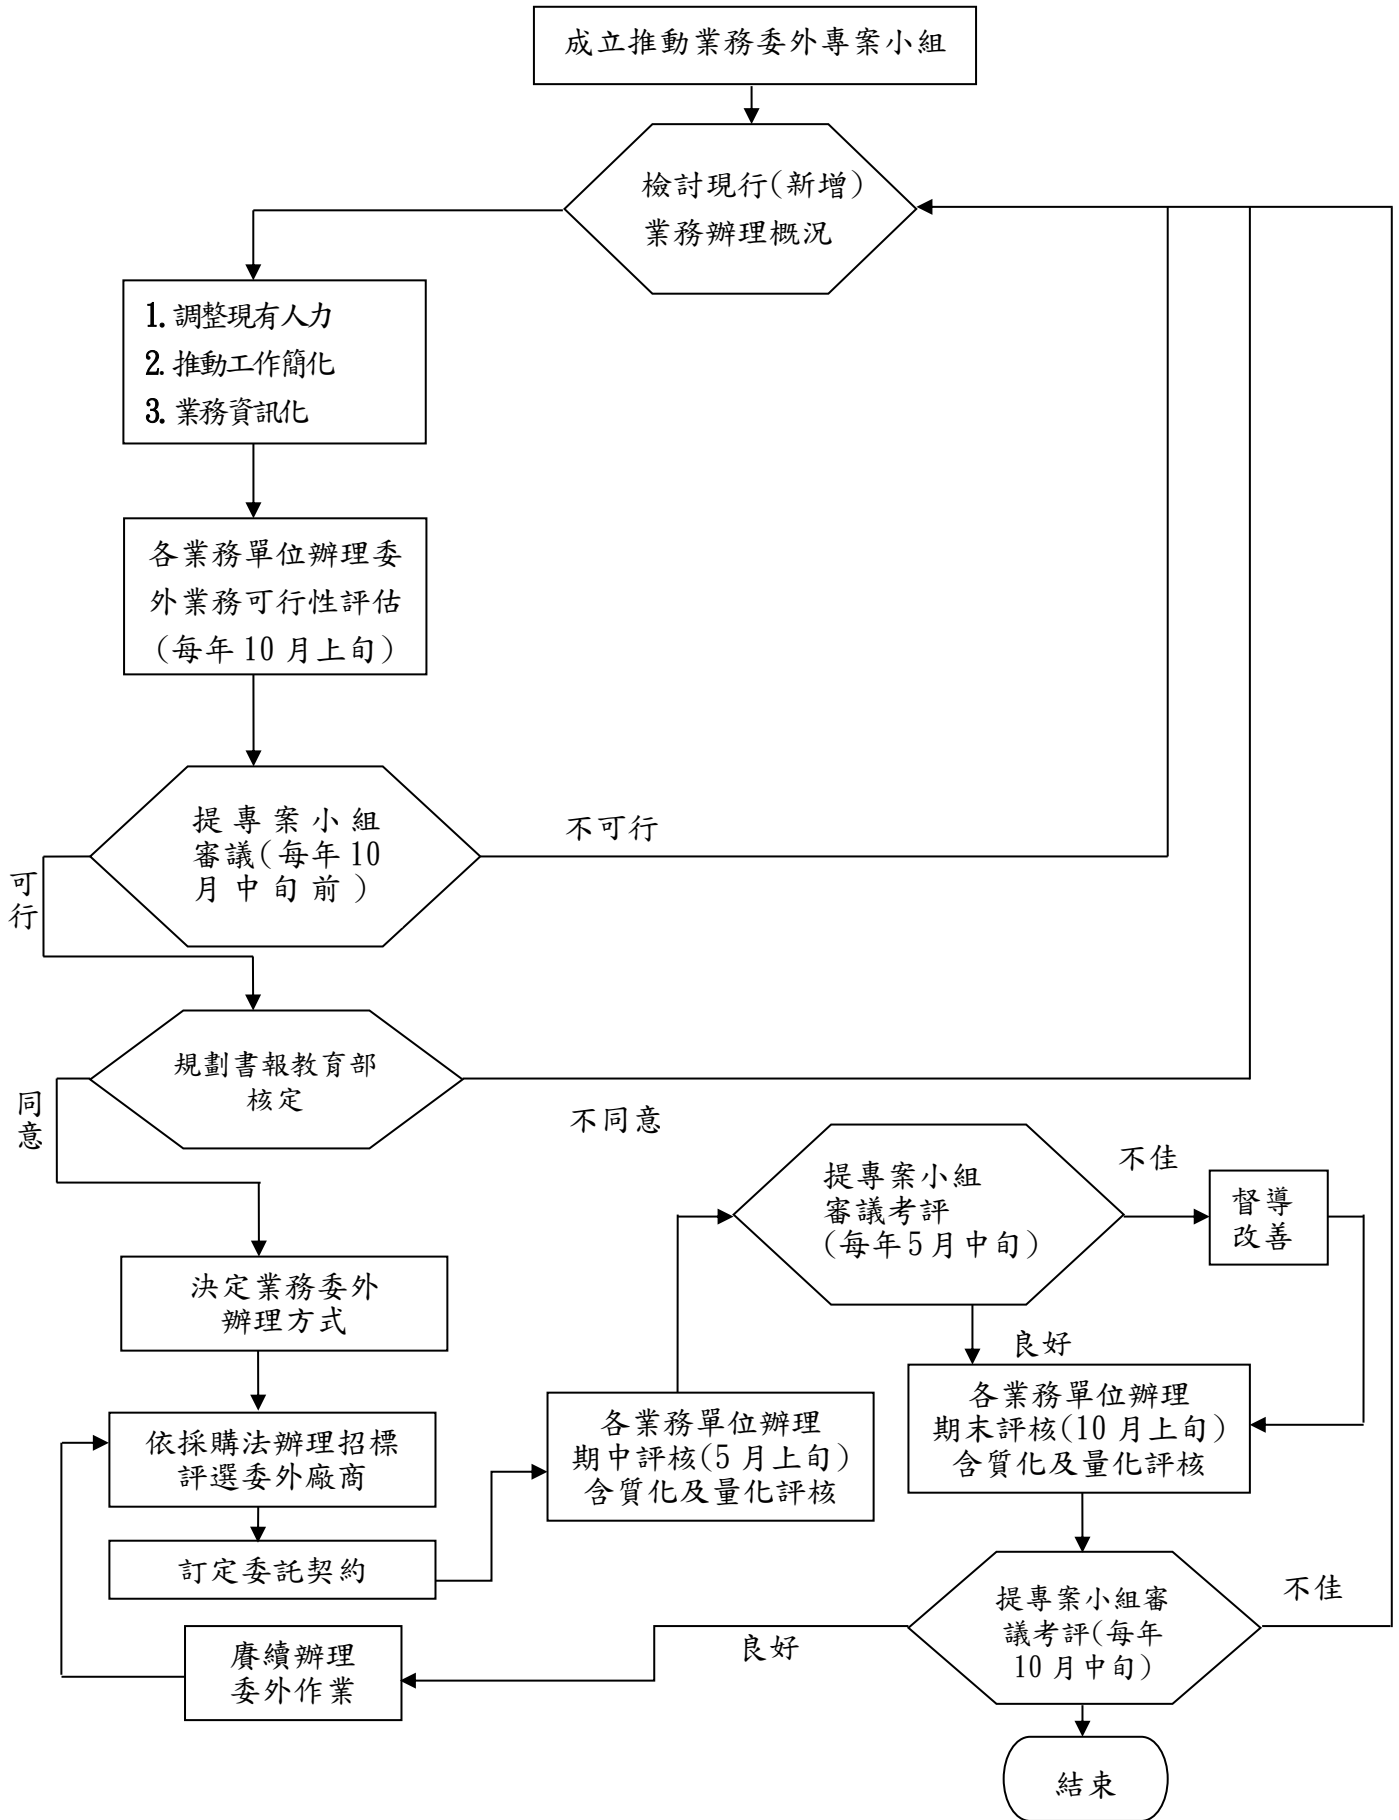 成立推動業務委外專案小組
檢討現行(新增)
業務辦理概況
1. 調整現有人力
2. 推動工作簡化
3. 業務資訊化
各業務單位辦理委
外業務可行性評估
(每年10月上旬)
提專案小組
審議(每年10
月中旬前)
不可行
可
行
規劃書報教育部
核定
不同意
同
意
提專案小組
審議考評
(每年5月中旬)
不佳
督導
改善
良好
決定業務委外
辦理方式
依採購法辦理招標
評選委外廠商
訂定委託契約
各業務單位辦理
期中評核(5月上旬)
含質化及量化評核
各業務單位辦理
期末評核(10月上旬)
含質化及量化評核
提專案小組審
議考評(每年
10月中旬)
不佳
良好
賡續辦理
委外作業
結束